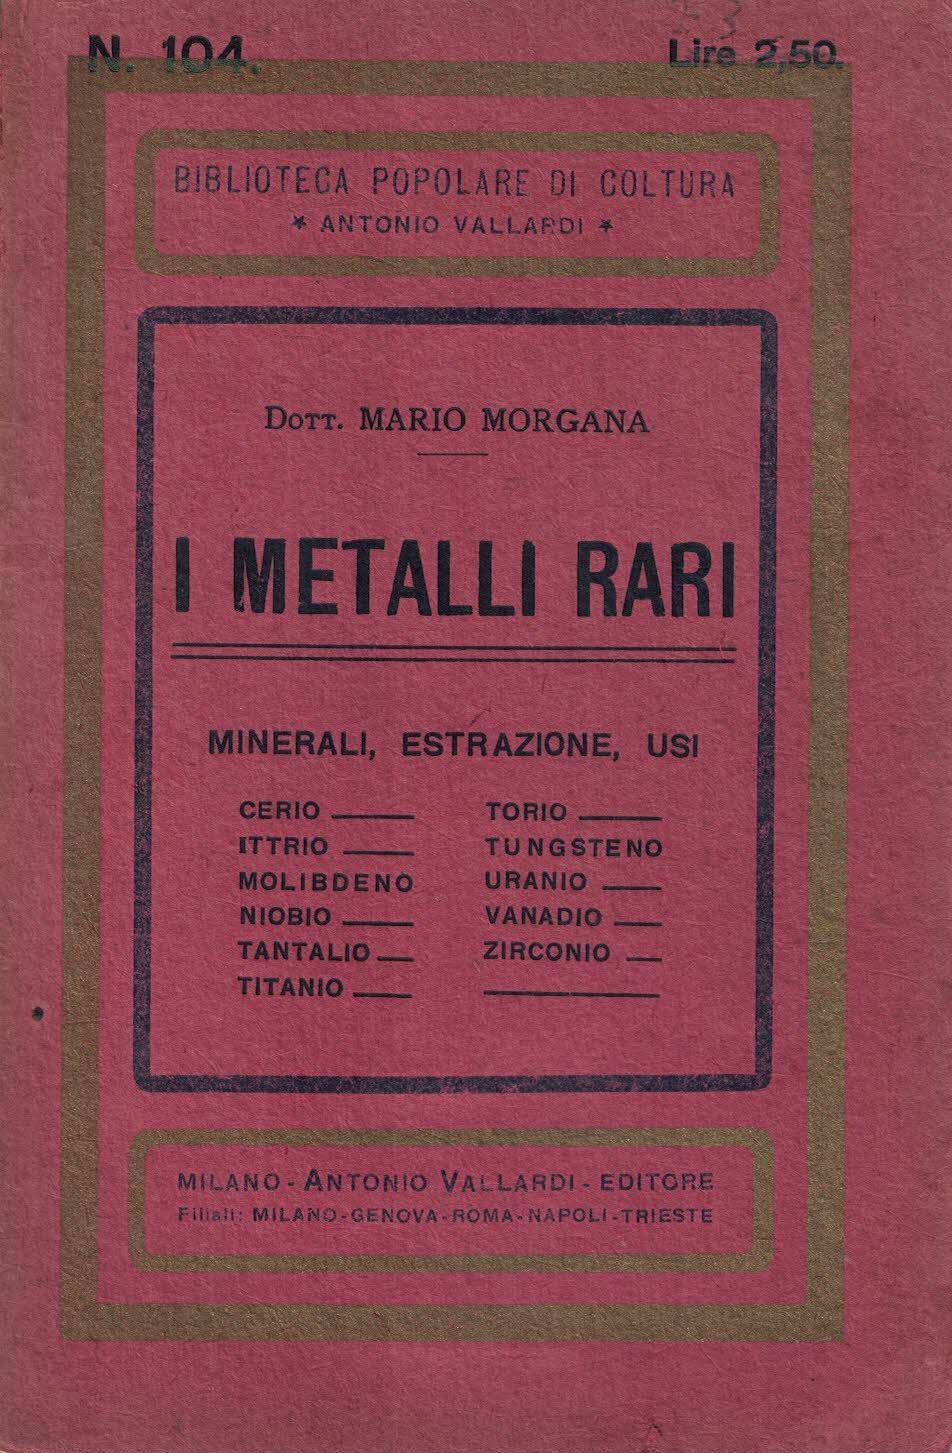 N. 104.
Lire 2,50.
BIBLIOTECA POPOLARE DI COLTURA
* ANTONIO VALLARDI *
Dott. MARIO MORGANA
I METALLI RARI
MINERALI, ESTRAZIONE, USI
CERIO
ITTRIO
MOLIBDENO
NIOBIO
TANTALIO
TITANIO
TORIO
TUNGSTENO
URANIO
VANADIO
ZIRCONIO
MILANO - ANTONIO VALLARDI - EDITORE
Filiali: MILANO-GENOVA-ROMA-NAPOLI-TRIESTE